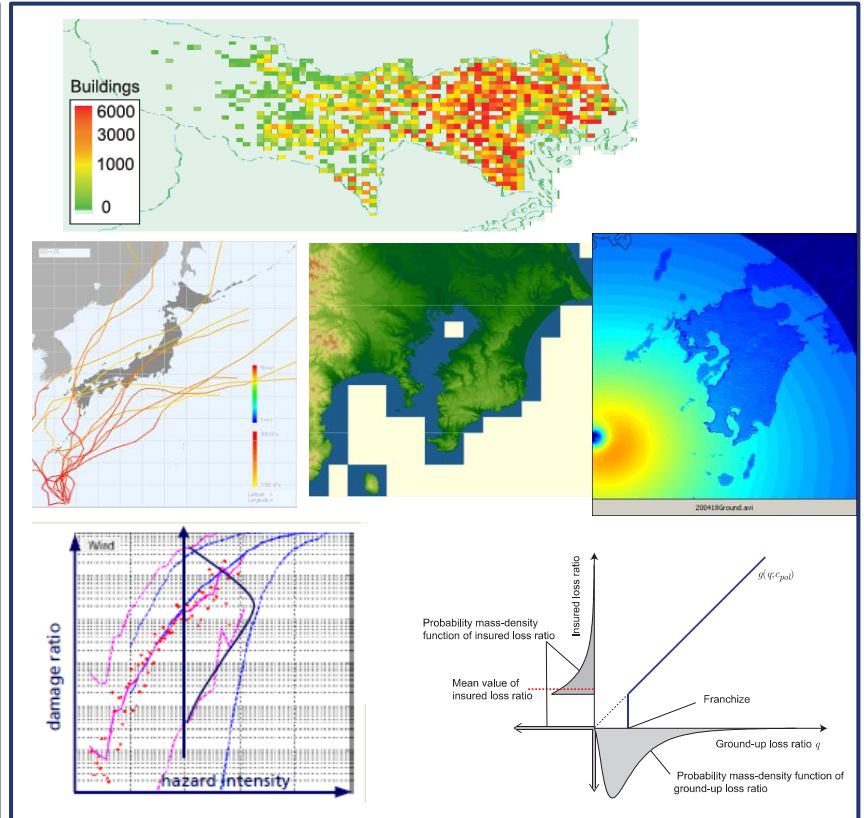 Buildings
6000
3000
1000
0
200418Ground.avi
Wind
damage ratio
hazard Intensity
Insured loss ratio
g(q;c_pol)
Probability mass-density
function of insured loss ratio
Mean value of
insured loss ratio
Franchize
Ground-up loss ratio q
Probability mass-density function of
ground-up loss ratio